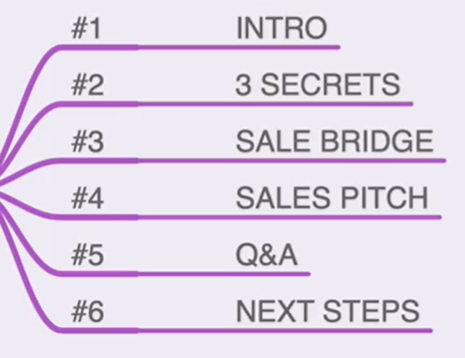 #1 INTRO
#2 3 SECRETS
#3 SALE BRIDGE
#4 SALES PITCH
#5 Q&A
#6 NEXT STEPS